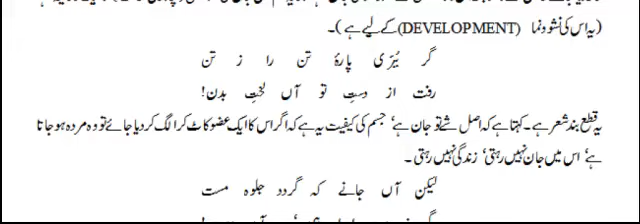 (یہ اس کی نشوونما (DEVELOPMENT) کے لیے ہے)۔
گر بُرّی پارۂ تن را ز تن
رفت از دستِ تو آں لختِ بدن!
یہ قطع بند شعر ہے۔ کہتا ہے کہ اصل شے تو جان ہے‘ جسم کی کیفیت یہ ہے کہ اگر اس کا ایک عضو کاٹ کر الگ کر دیا جائے تو وہ مردہ ہو جاتا
ہے‘ اس میں جان نہیں رہتی‘ زندگی نہیں رہتی۔
لیکن آں جانے کہ گردد جلوہ مست